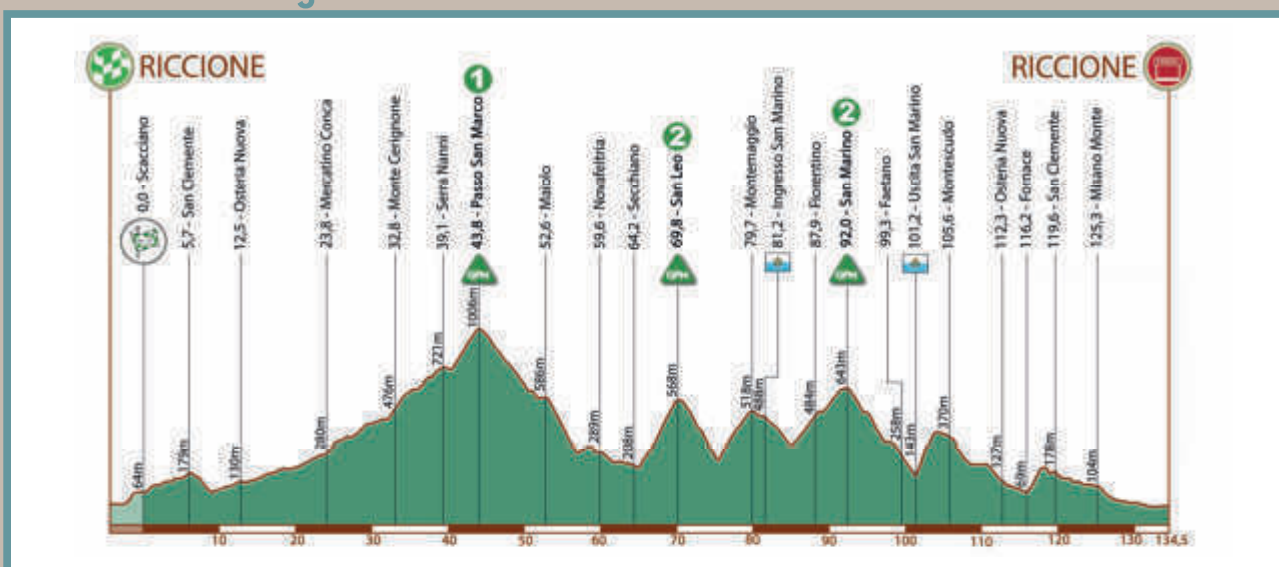 RICCIONE
RICCIONE
0,0 - Scacciano
5,7 - San Clemente
12,5 - Osteria Nuova
23,8 - Mercatino Conca
32,8 - Monte Cerignone
39,1 - Serra Nanni
1
43,8 - Passo San Marco
52,6 - Maiolo
59,6 - Novafeltria
64,2 - Secchiano
2
69,8 - San Leo
79,7 - Montemaggio
81,2 - Ingresso San Marino
87,9 - Fiorentino
2
92,0 - San Marino
99,3 - Faetano
101,2 - Uscita San Marino
105,6 - Montescudo
112,3 - Osteria Nuova
116,2 - Fornace
119,6 - San Clemente
125,3 - Misano Monte
GPM
GPM
GPM
64m
179m
130m
280m
476m
721m
1006m
586m
289m
208m
568m
518m
488m
484m
643m
258m
143m
370m
127m
69m
178m
104m
10 20 30 40 50 60 70 80 90 100 110 120 130 134,5